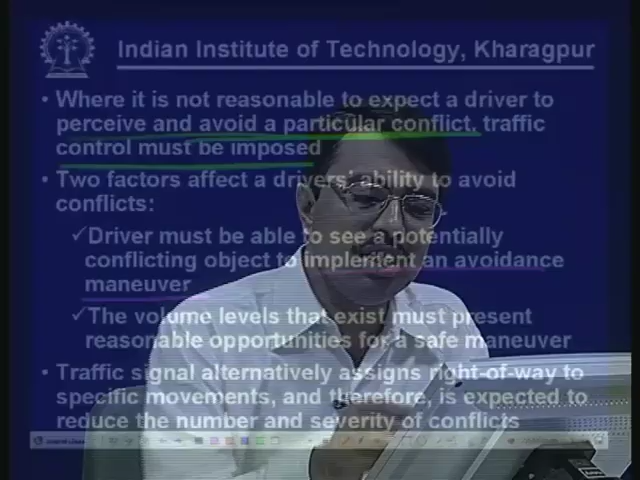 Indian Institute of Technology, Kharagpur
• Where it is not reasonable to expect a driver to
perceive and avoid a particular conflict, traffic
control must be imposed
• Two factors affect a drivers' ability to avoid
conflicts:
✓Driver must be able to see a potentially
conflicting object to implement an avoidance
maneuver
✓The volume levels that exist must present
reasonable opportunities for a safe maneuver
• Traffic signal alternatively assigns right-of-way to
specific movements, and therefore, is expected to
reduce the number and severity of conflicts